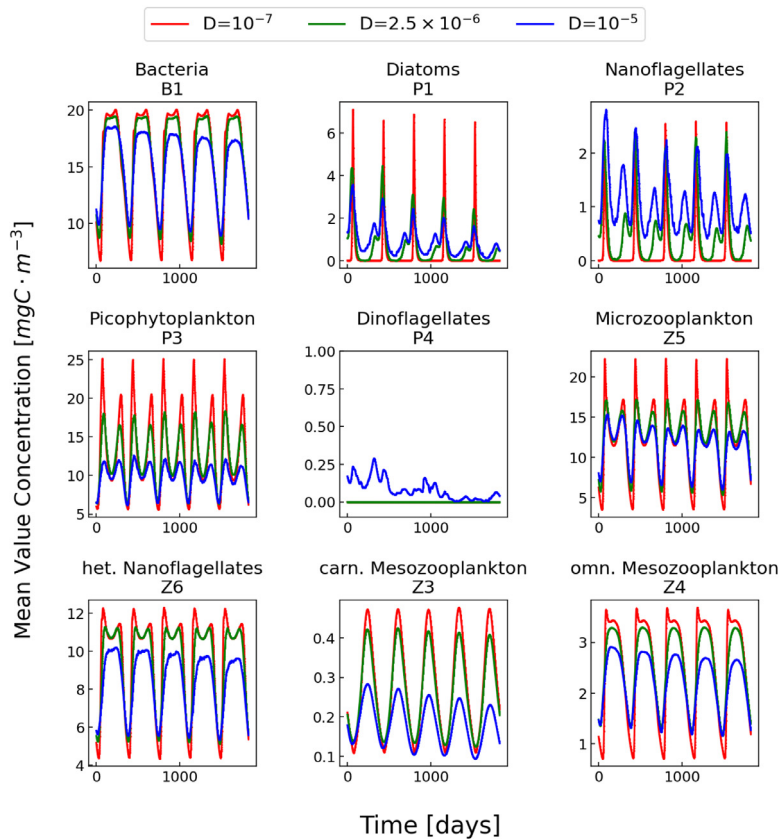 D=10⁻⁷ D=2.5 × 10⁻⁶ D=10⁻⁵
Bacteria
B1
Diatoms
P1
Nanoflagellates
P2
20
15
10
0
1000
6
4
2
0
0
1000
2
1
0
0
1000
Picophytoplankton
P3
Dinoflagellates
P4
Microzooplankton
Z5
25
20
15
10
5
0
1000
1.00
0.75
0.50
0.25
0.00
0
1000
20
15
10
5
0
1000
het. Nanoflagellates
Z6
carn. Mesozooplankton
Z3
omn. Mesozooplankton
Z4
12
10
8
6
4
0
1000
0.4
0.3
0.2
0.1
0
1000
3
2
1
0
1000
Mean Value Concentration [mgC · m⁻³]
Time [days]